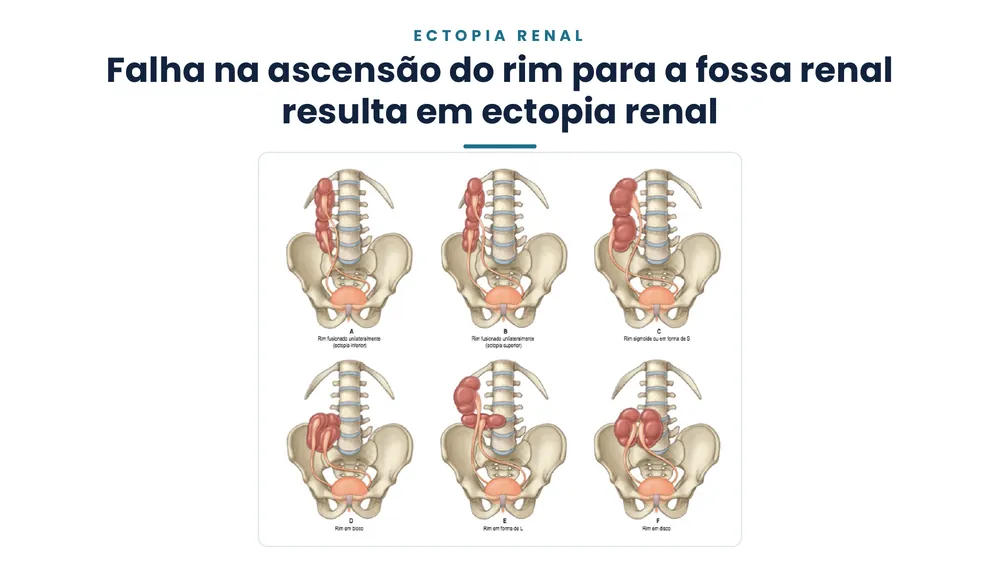 ECTOPIA RENAL
Falha na ascensão do rim para a fossa renal
resulta em ectopia renal
A
Rim fusionado unilateralmente
(ectopia inferior)
B
Rim fusionado unilateralmente
(ectopia superior)
C
Rim sigmoide ou em forma de S
D
Rim em bloco
E
Rim em forma de L
F
Rim em disco